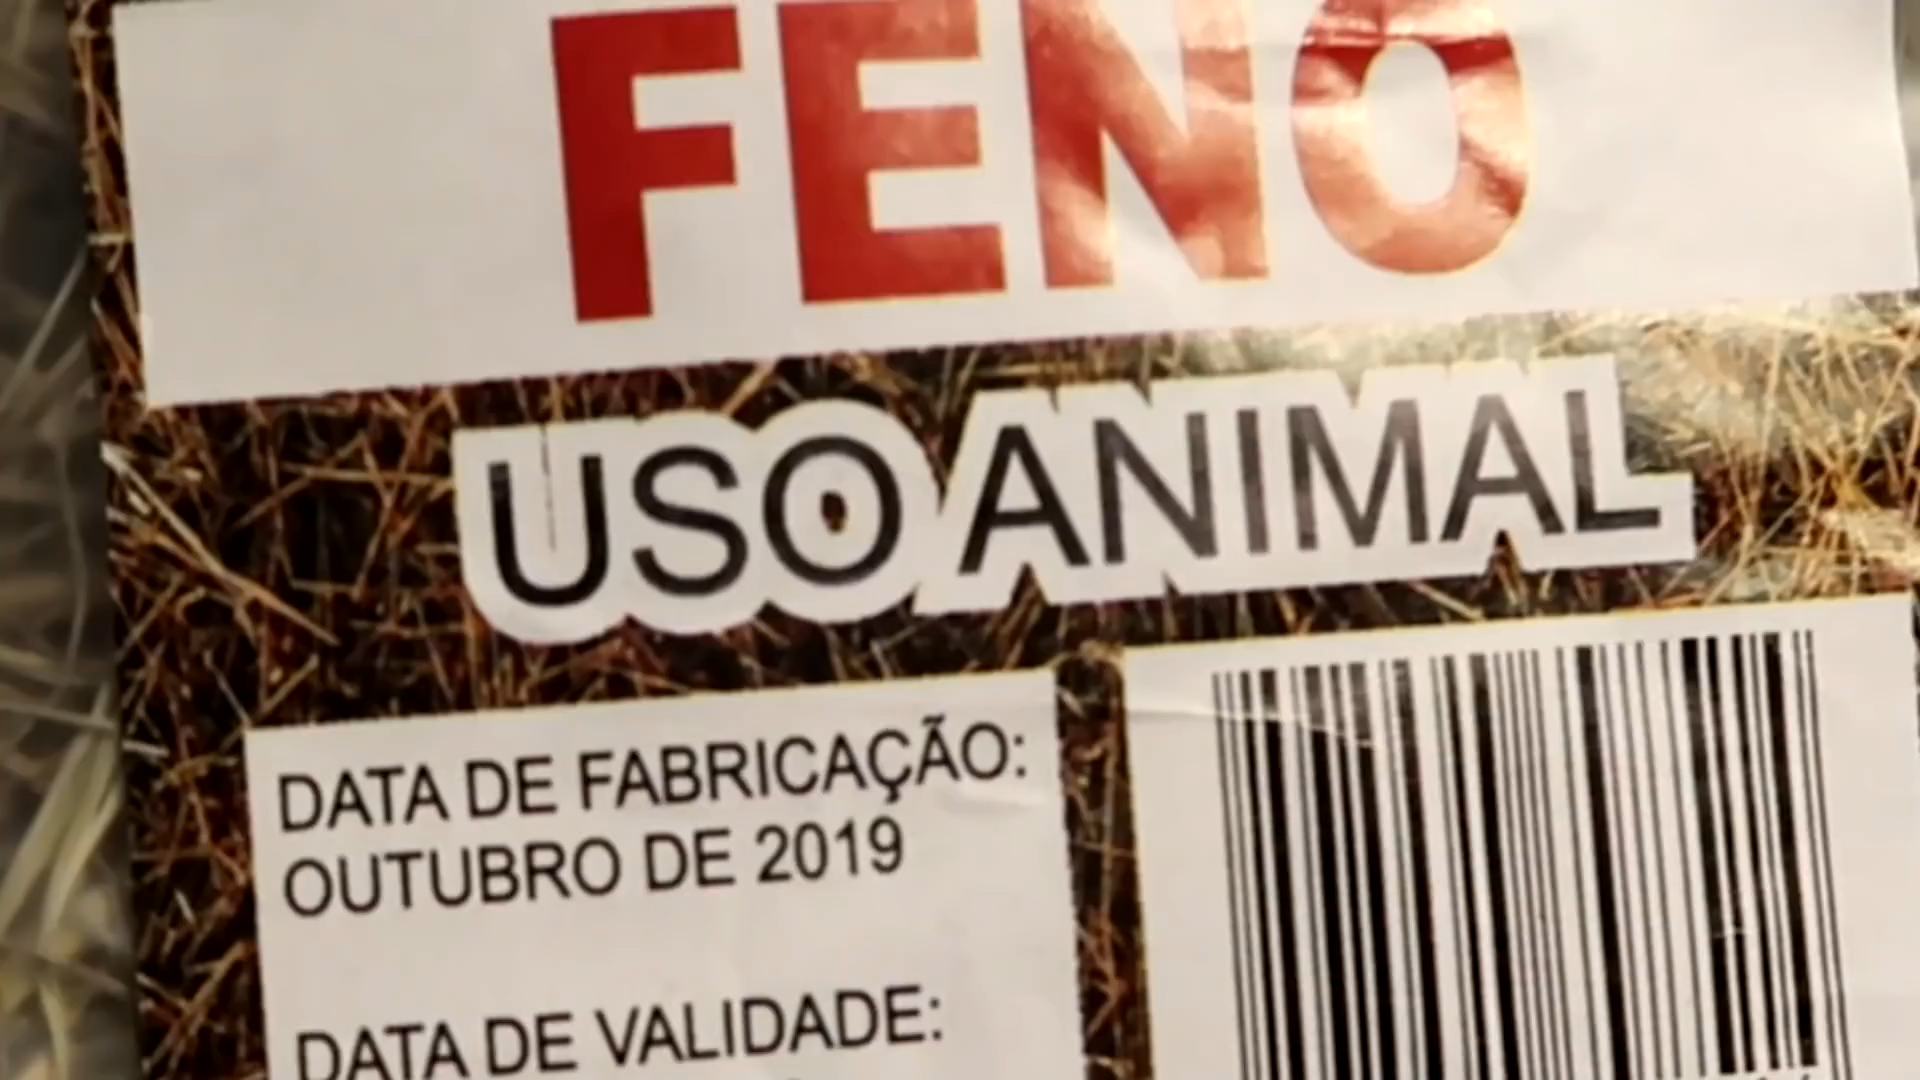 FENO
USO ANIMAL
DATA DE FABRICAÇÃO:
OUTUBRO DE 2019
DATA DE VALIDADE: